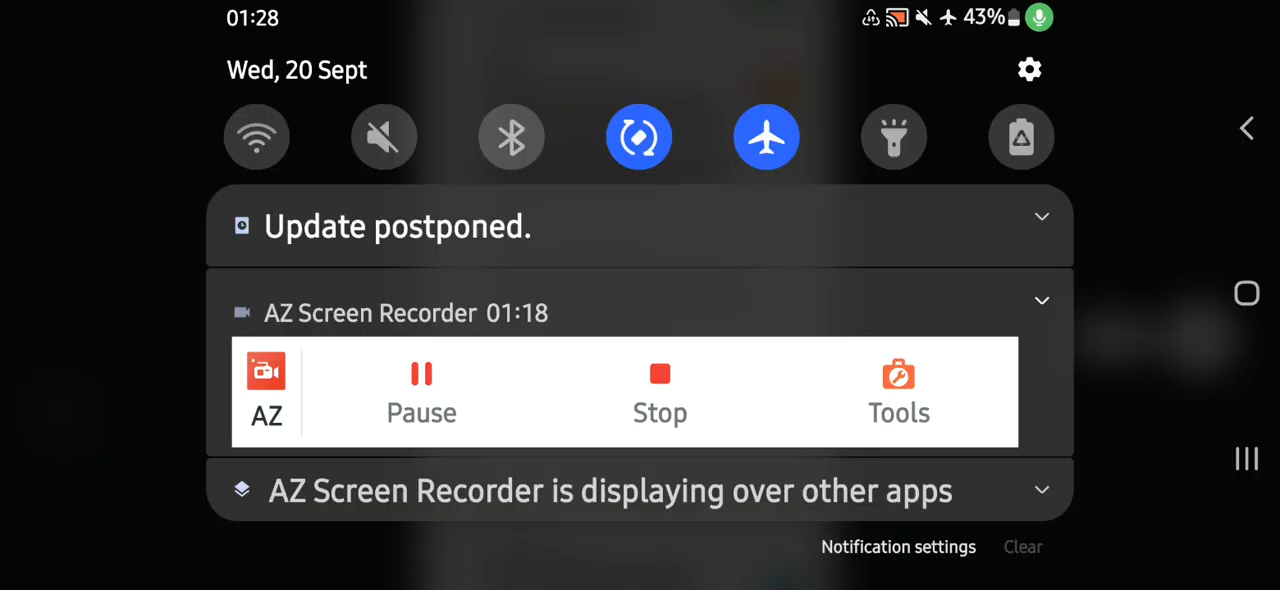 01:28
43%
Wed, 20 Sept
Update postponed.
AZ Screen Recorder 01:18
AZ
Pause
Stop
Tools
AZ Screen Recorder is displaying over other apps
Notification settings
Clear